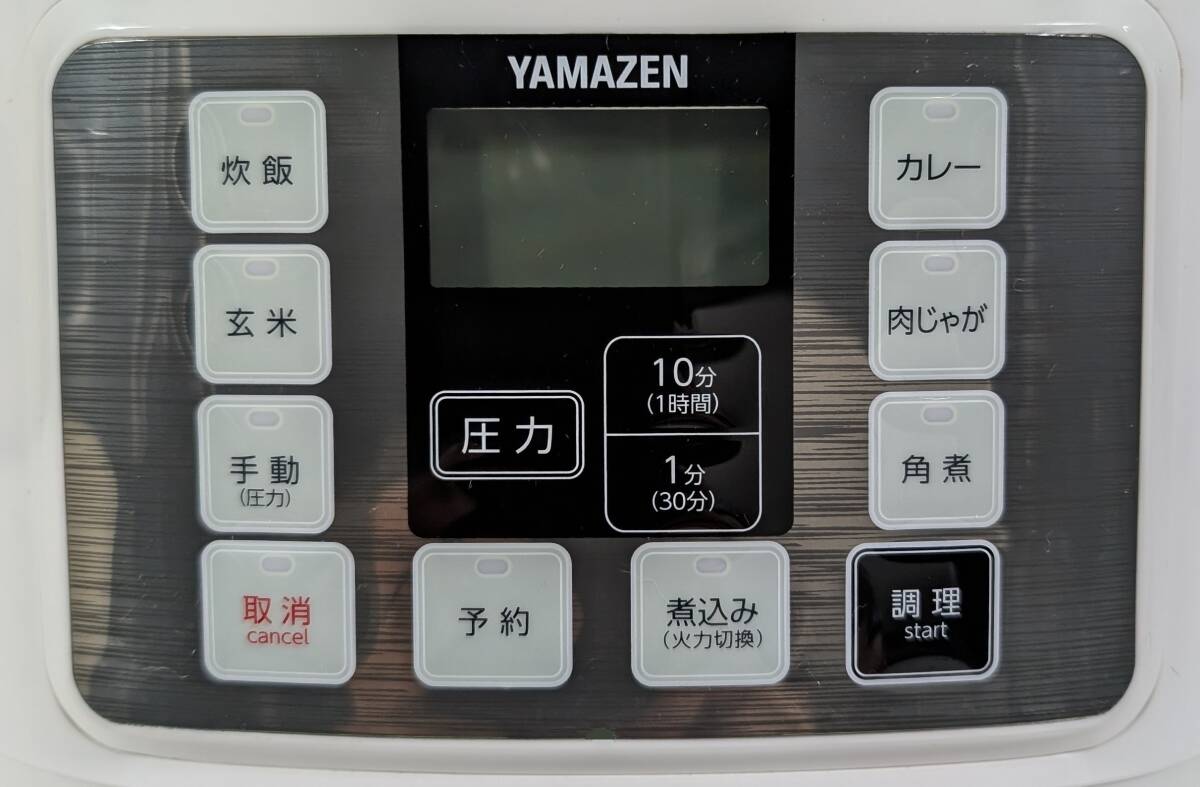 YAMAZEN
炊飯
カレー
玄米
肉じゃが
10分
(1時間)
圧力
手動
(圧力)
1分
(30分)
角煮
取消
cancel
予約
煮込み
(火力切換)
調理
start